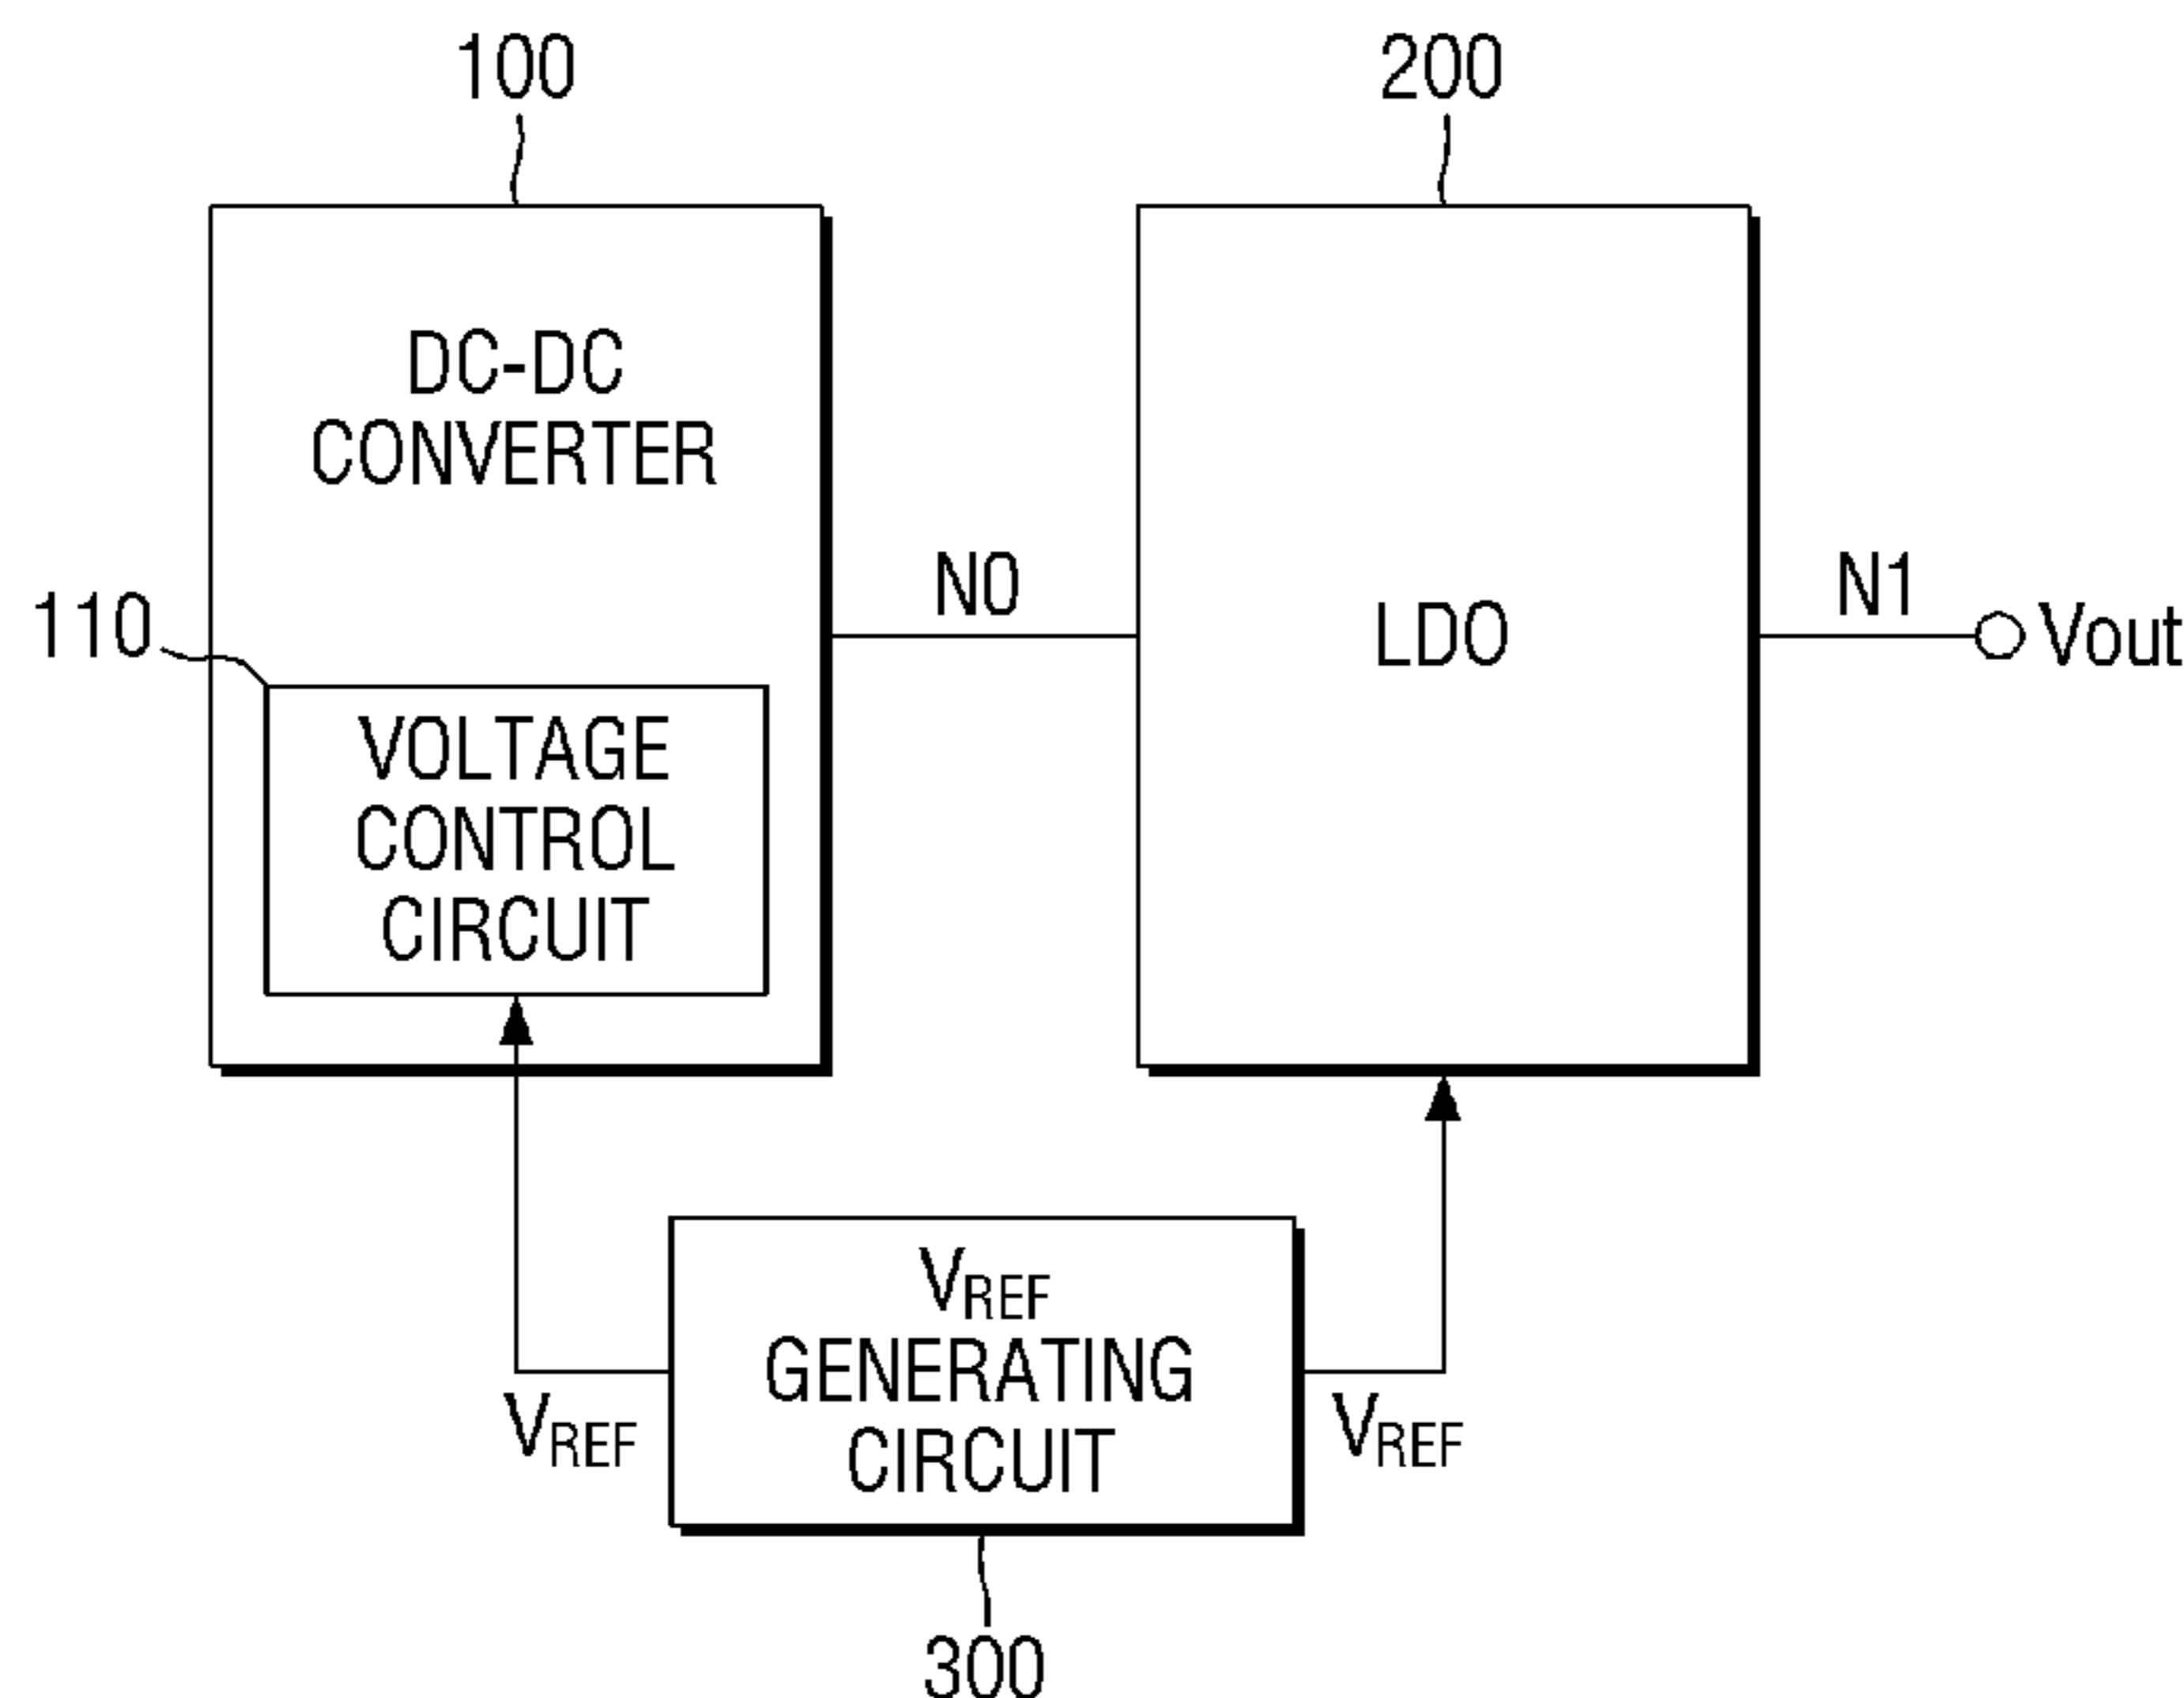 100
200
DC-DC
CONVERTER
N0
LDO
N1
Vout
110
VOLTAGE
CONTROL
CIRCUIT
VREF
GENERATING
CIRCUIT
VREF
VREF
300